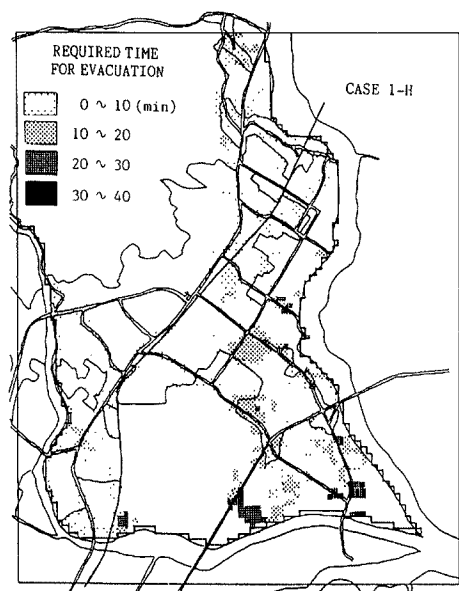 REQUIRED TIME
FOR EVACUATION
0 ~ 10 (min)
10 ~ 20
20 ~ 30
30 ~ 40
CASE 1-H